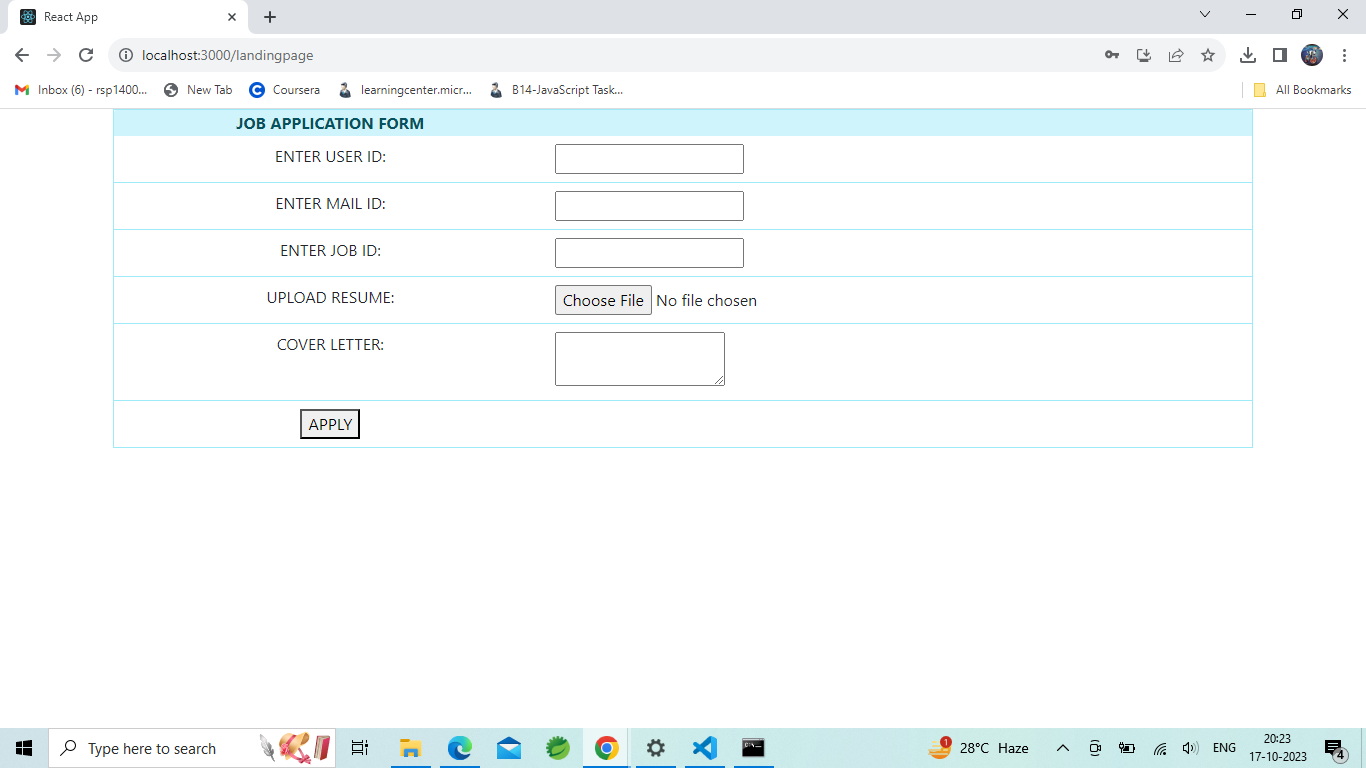 React App
localhost:3000/landingpage
Inbox (6) - rsp1400... New Tab Coursera learningcenter.micr... B14-JavaScript Task... All Bookmarks
JOB APPLICATION FORM
ENTER USER ID:
ENTER MAIL ID:
ENTER JOB ID:
UPLOAD RESUME: Choose File No file chosen
COVER LETTER:
APPLY
Type here to search 1 28°C Haze ENG 20:23
17-10-2023 4